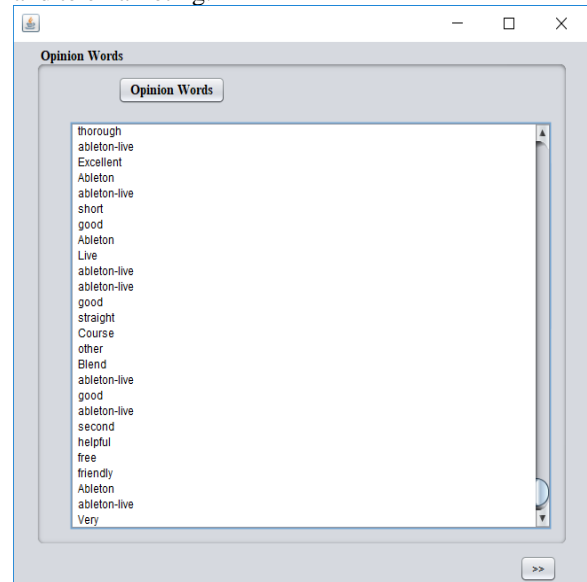 Opinion Words
Opinion Words
thorough
ableton-live
Excellent
Ableton
ableton-live
short
good
Ableton
Live
ableton-live
ableton-live
good
straight
Course
other
Blend
ableton-live
good
ableton-live
second
helpful
free
friendly
Ableton
ableton-live
Very
>>